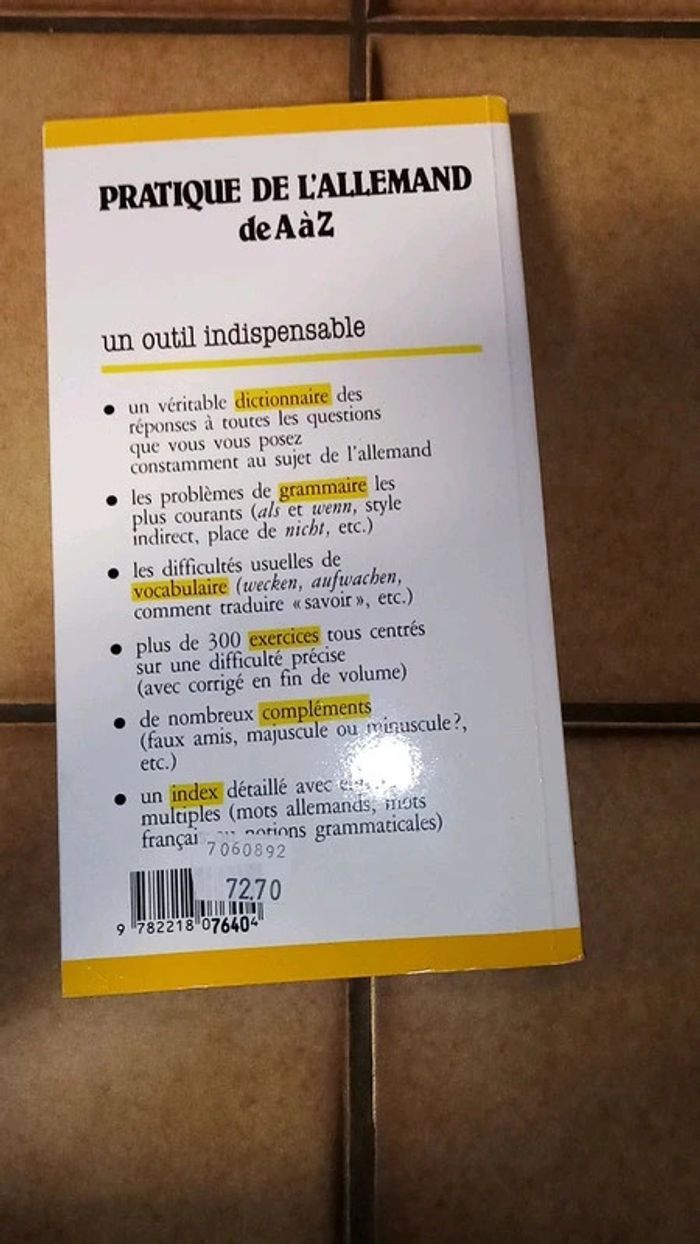 PRATIQUE DE L'ALLEMAND
de A à Z
un outil indispensable
• un véritable dictionnaire des
réponses à toutes les questions
que vous vous posez
constamment au sujet de l'allemand
• les problèmes de grammaire les
plus courants (als et wenn, style
indirect, place de nicht, etc.)
• les difficultés usuelles de
vocabulaire (wecken, aufwachen,
comment traduire « savoir », etc.)
• plus de 300 exercices tous centrés
sur une difficulté précise
(avec corrigé en fin de volume)
• de nombreux compléments
(faux amis, majuscule ou minuscule ?,
etc.)
• un index détaillé avec
multiples (mots allemands, mots
françai notions grammaticales)
7060892
72.70
9 782218 076404